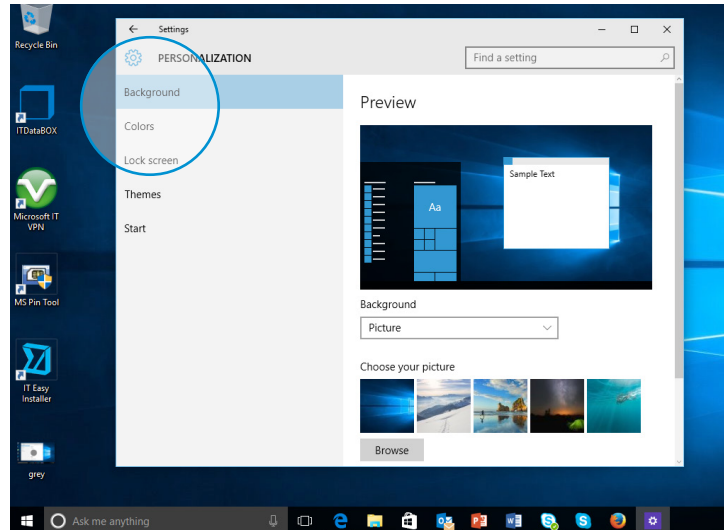 Recycle Bin
ITDataBOX
Microsoft IT
VPN
MS Pin Tool
IT Easy
Installer
grey
Settings
PERSONALIZATION
Find a setting
Background
Colors
Lock screen
Themes
Start
Preview
Sample Text
Aa
Background
Picture
Choose your picture
Browse
Ask me anything